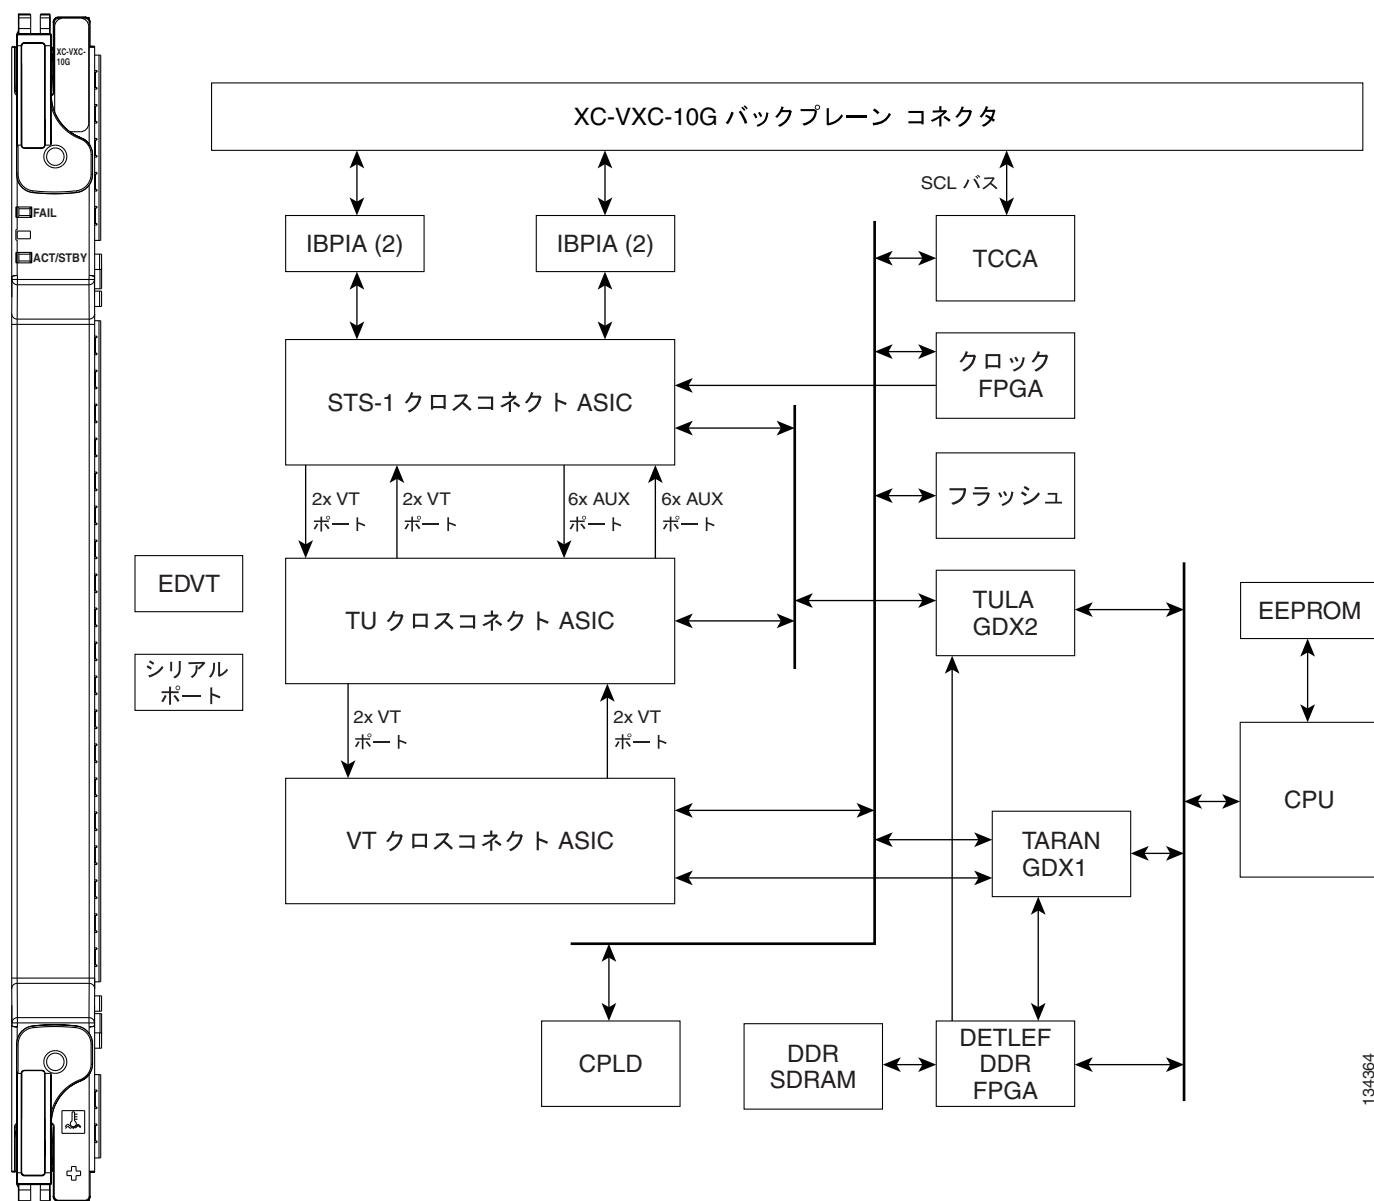 XC-VXC-
10G
FAIL
ACT/STBY
XC-VXC-10G バックプレーン コネクタ
SCL バス
IBPIA (2)
IBPIA (2)
TCCA
クロック
FPGA
STS-1 クロスコネクト ASIC
2x VT
ポート
2x VT
ポート
6x AUX
ポート
6x AUX
ポート
フラッシュ
EDVT
TU クロスコネクト ASIC
TULA
GDX2
EEPROM
シリアル
ポート
2x VT
ポート
2x VT
ポート
VT クロスコネクト ASIC
TARAN
GDX1
CPU
CPLD
DDR
SDRAM
DETLEF
DDR
FPGA
134364